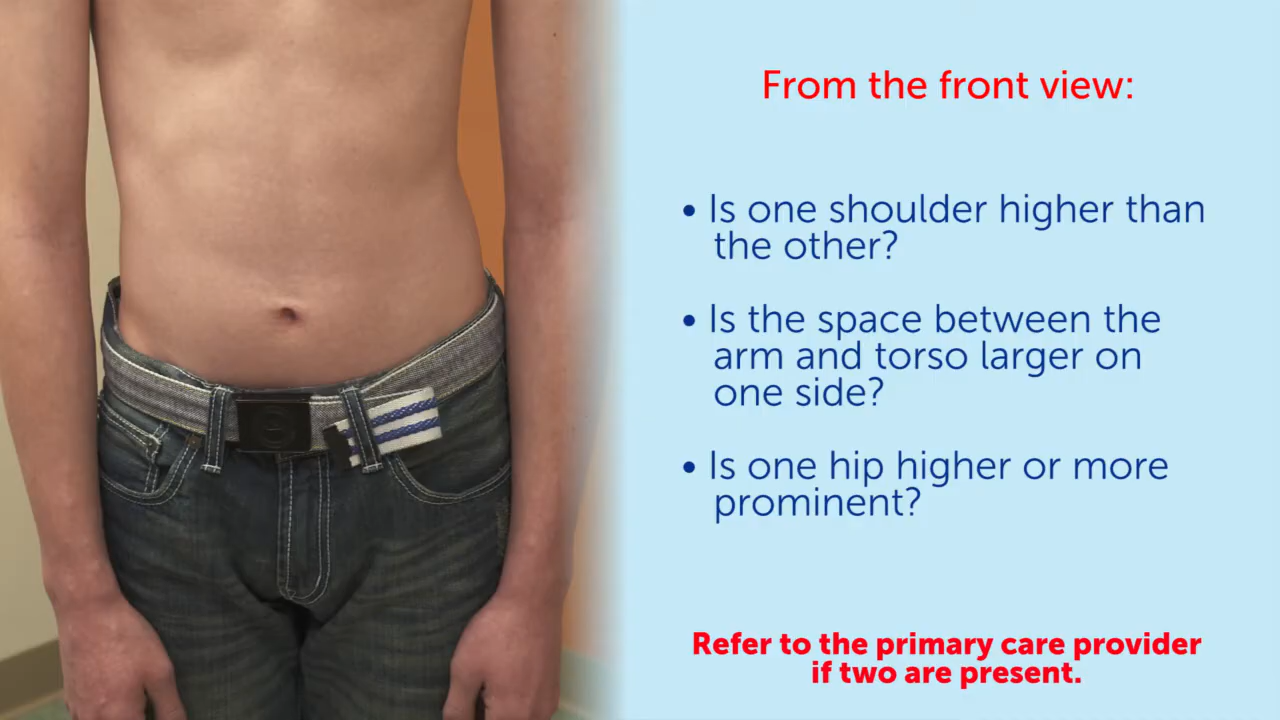 From the front view:
• Is one shoulder higher than
the other?
• Is the space between the
arm and torso larger on
one side?
• Is one hip higher or more
prominent?
Refer to the primary care provider
if two are present.